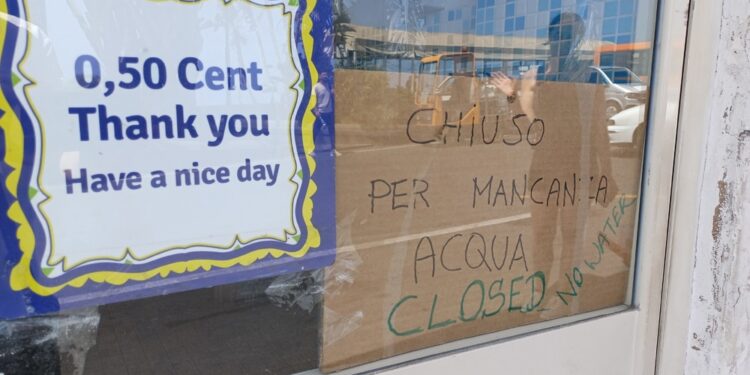 0,50 Cent
Thank you
Have a nice day
CHIUSO
PER MANCANZA
ACQUA
CLOSED NO WATER